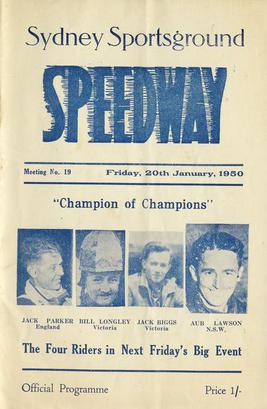 Sydney Sportsground
SPEEDWAY
Meeting No. 19 Friday, 20th January, 1950
"Champion of Champions"
JACK PARKER BILL LONGLEY JACK BIGGS AUB LAWSON
England Victoria Victoria N.S.W.
The Four Riders in Next Friday's Big Event
Official Programme Price 1/-